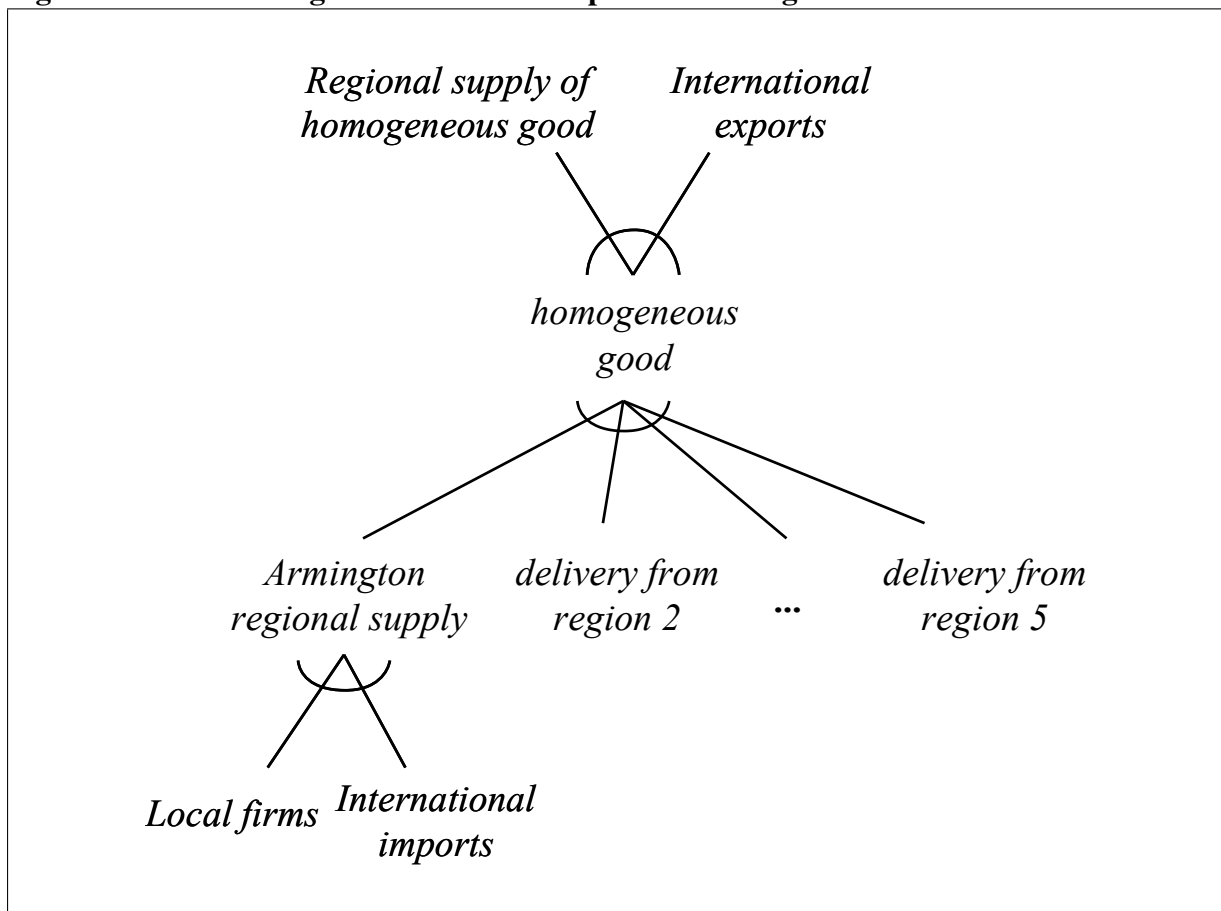 Regional supply of
homogeneous good
International
exports
homogeneous
good
Armington
regional supply
delivery from
region 2
...
delivery from
region 5
Local firms
International
imports